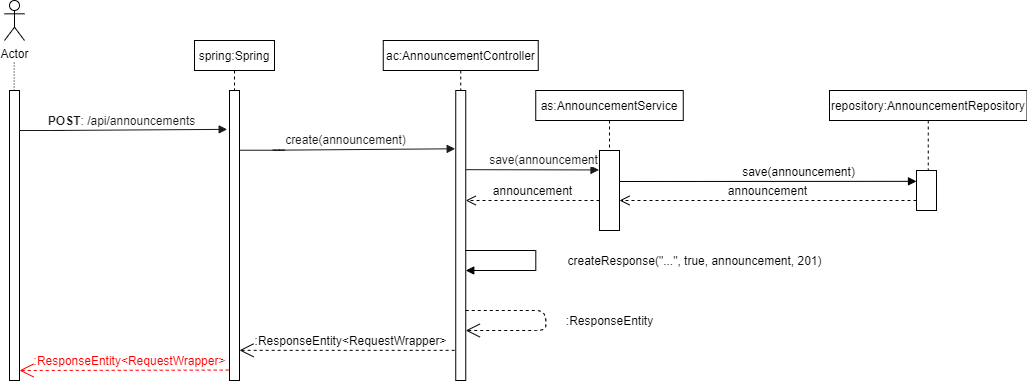 Actor
spring:Spring
ac:AnnouncementController
as:AnnouncementService
repository:AnnouncementRepository
POST: /api/announcements
create(announcement)
save(announcement
save(announcement)
announcement
announcement
createResponse("...", true, announcement, 201)
:ResponseEntity
:ResponseEntity<RequestWrapper>
:ResponseEntity<RequestWrapper>